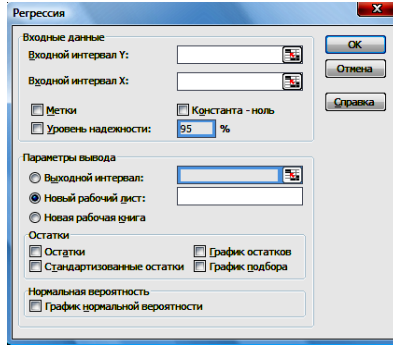 Регрессия
Входные данные
Входной интервал Y:
Входной интервал X:
Метки
Константа - ноль
Уровень надежности:
95
%
ОК
Отмена
Справка
Параметры вывода
Выходной интервал:
Новый рабочий лист:
Новая рабочая книга
Остатки
Остатки
График остатков
Стандартизованные остатки
График подбора
Нормальная вероятность
График нормальной вероятности